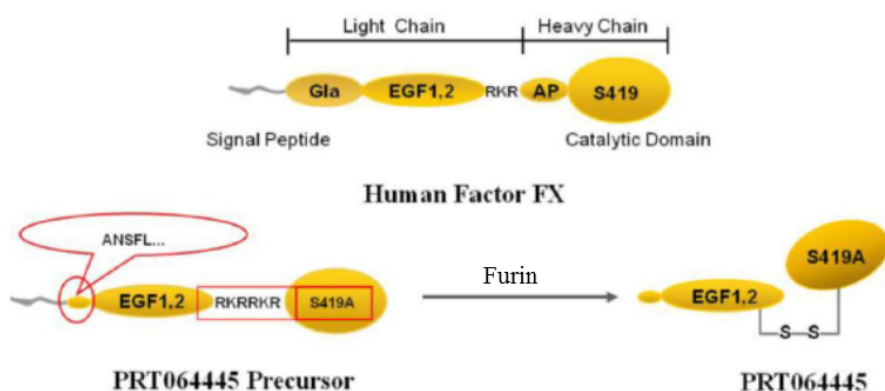 Light Chain
Heavy Chain
Gla
EGF1,2
RKR
AP
S419
Signal Peptide
Catalytic Domain
Human Factor FX
ANSFL...
EGF1,2
RKRRKR
S419A
Furin
EGF1,2
S419A
S S
PRT064445 Precursor
PRT064445